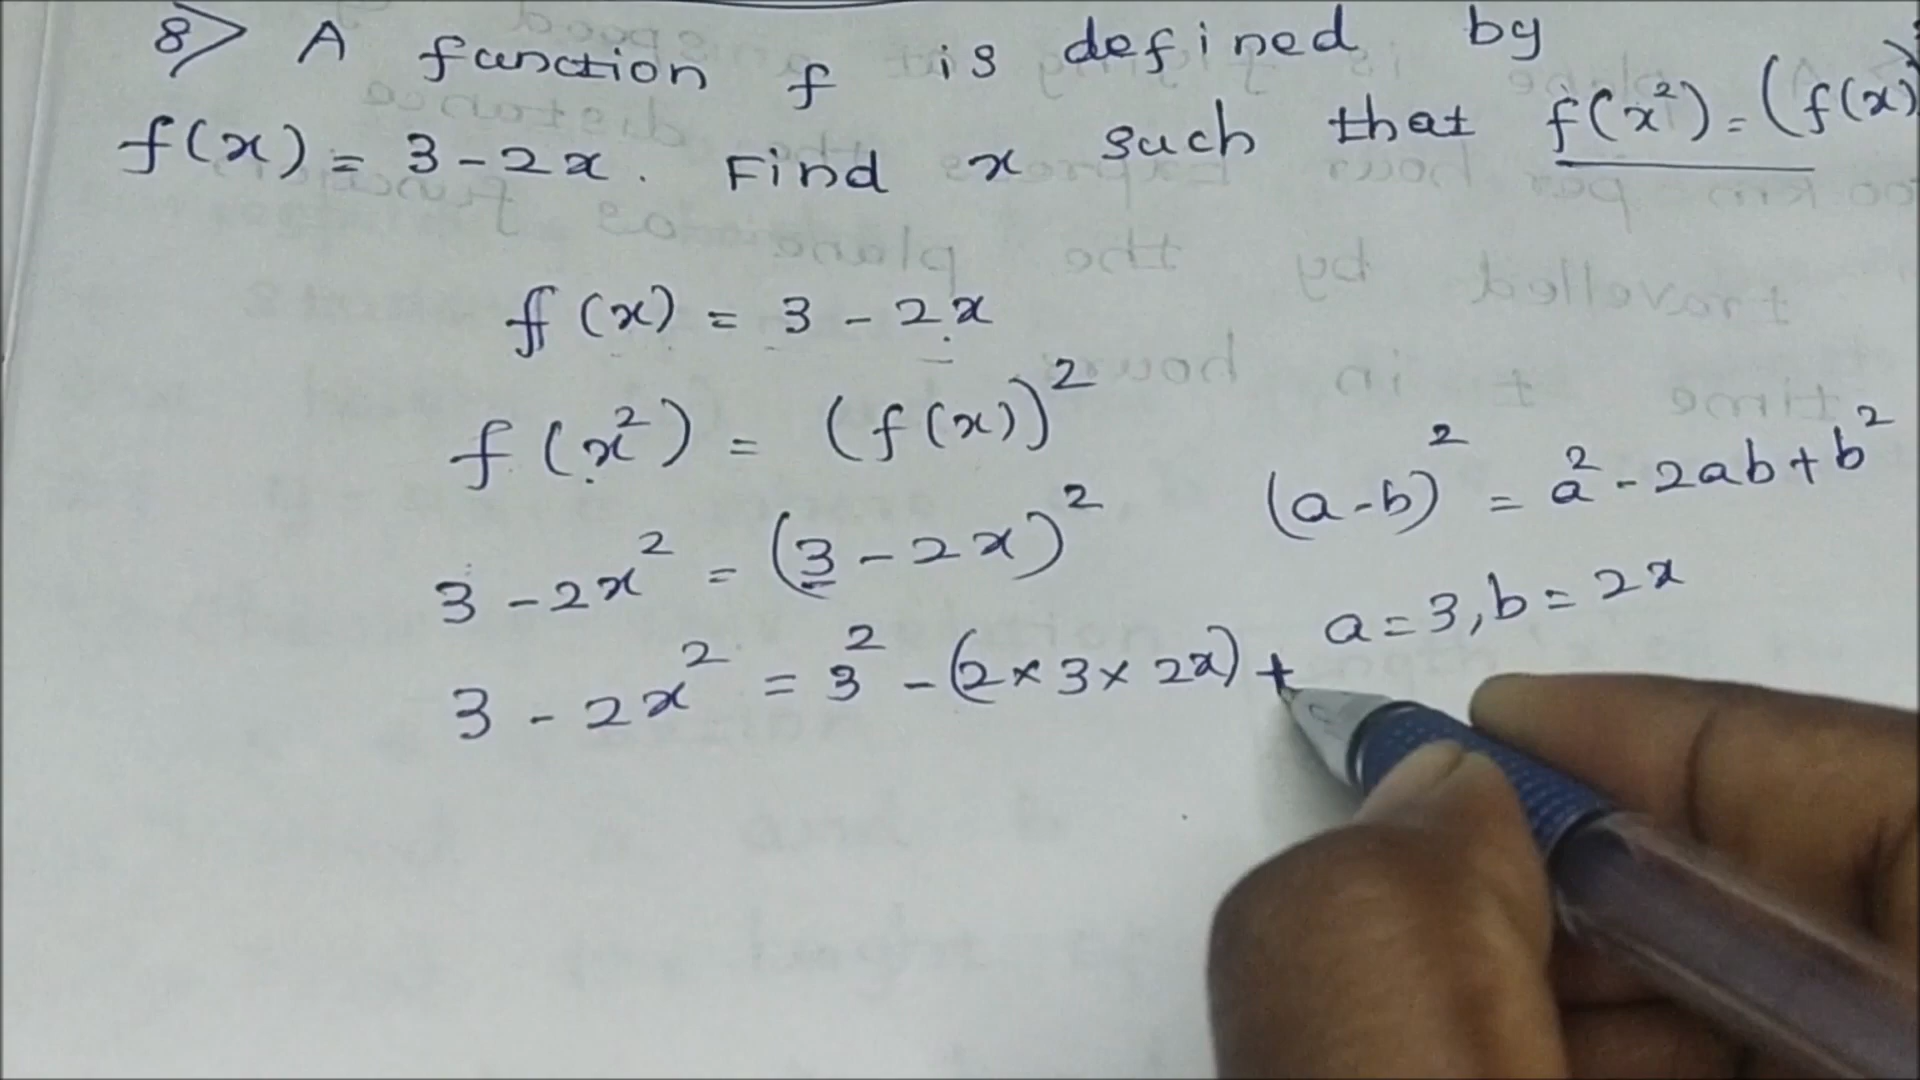 8> A function f is defined by
f(x) = 3 - 2x. Find x such that f(x²) = (f(x)
f(x) = 3 - 2x
f(x²) = (f(x))²
3 - 2x² = (3 - 2x)²
(a-b)² = a² - 2ab + b²
a = 3, b = 2x
3 - 2x² = 3² - (2 × 3 × 2x) +